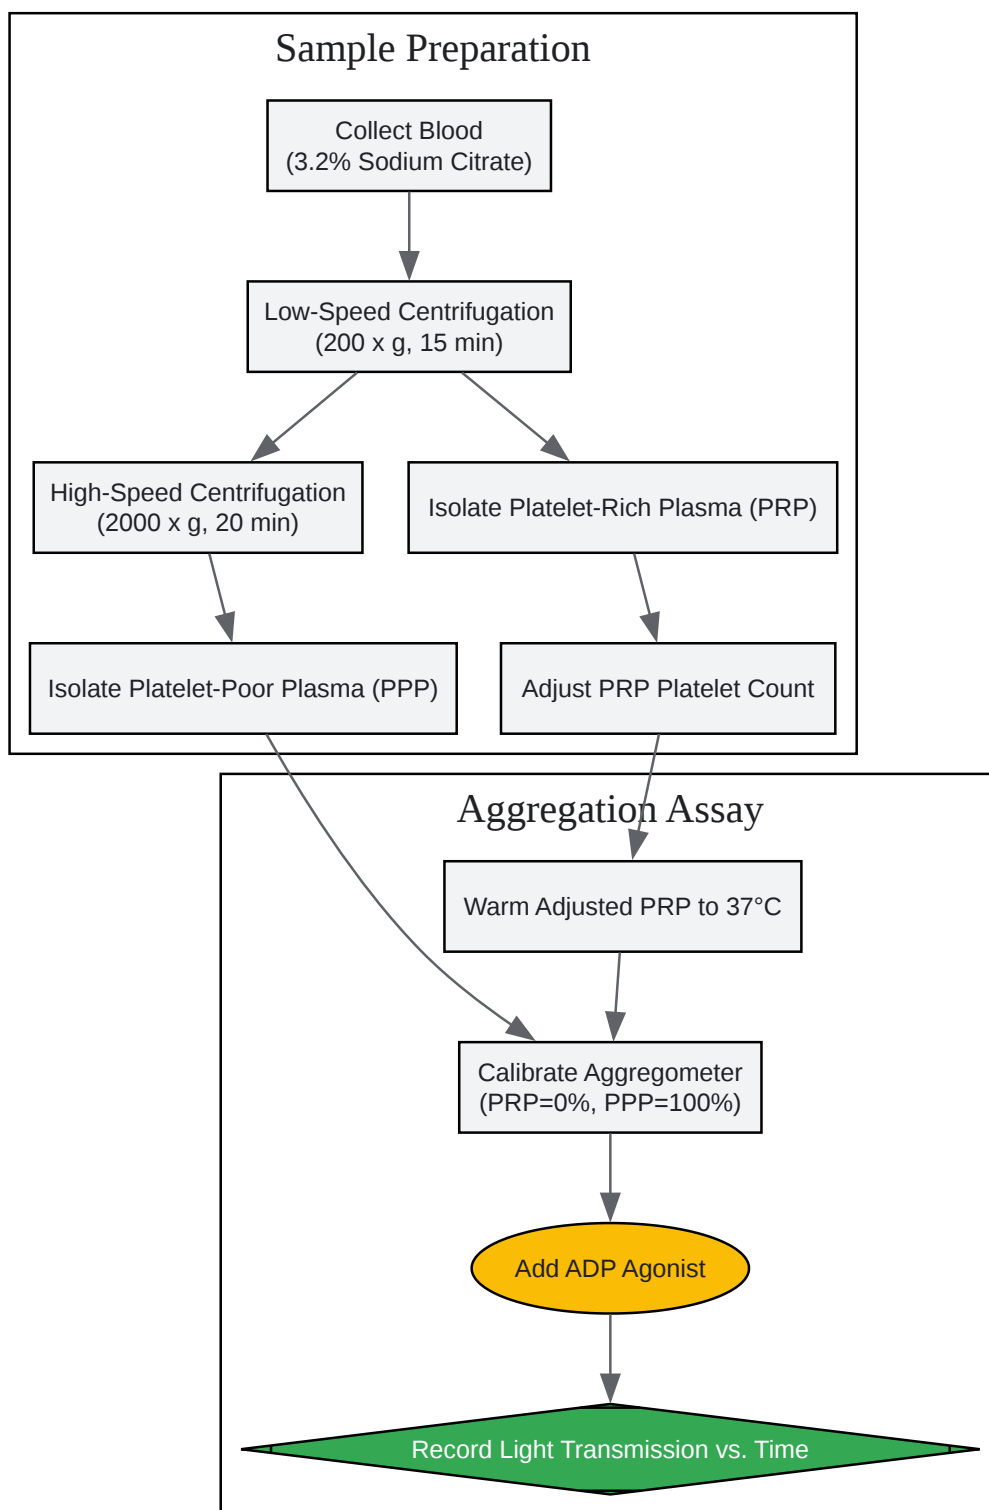 Sample Preparation
Collect Blood
(3.2% Sodium Citrate)
Low-Speed Centrifugation
(200 x g, 15 min)
High-Speed Centrifugation
(2000 x g, 20 min)
Isolate Platelet-Rich Plasma (PRP)
Isolate Platelet-Poor Plasma (PPP)
Adjust PRP Platelet Count
Aggregation Assay
Warm Adjusted PRP to 37°C
Calibrate Aggregometer
(PRP=0%, PPP=100%)
Add ADP Agonist
Record Light Transmission vs. Time